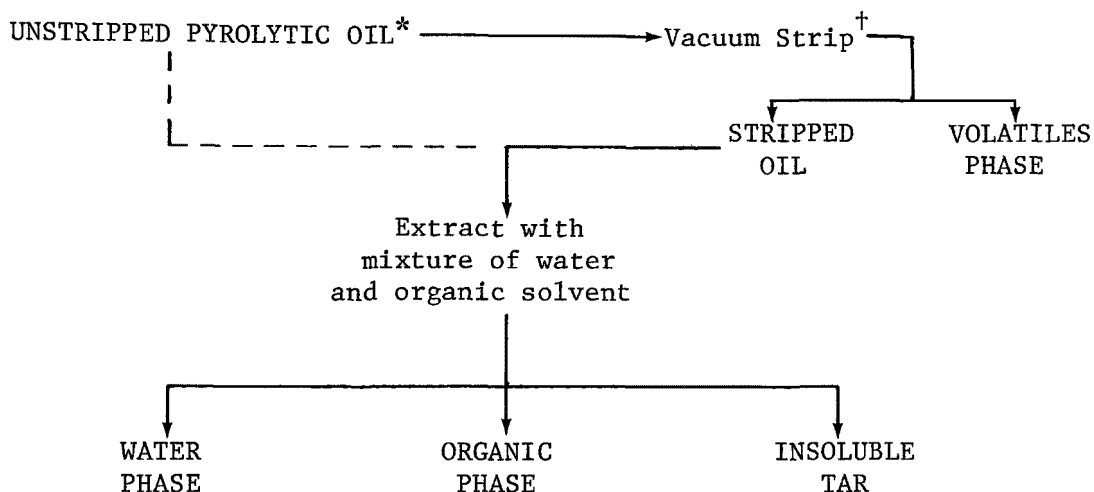 UNSTRIPPED PYROLYTIC OIL* Vacuum Strip†
STRIPPED OIL
VOLATILES PHASE
Extract with
mixture of water
and organic solvent
WATER PHASE
ORGANIC PHASE
INSOLUBLE TAR